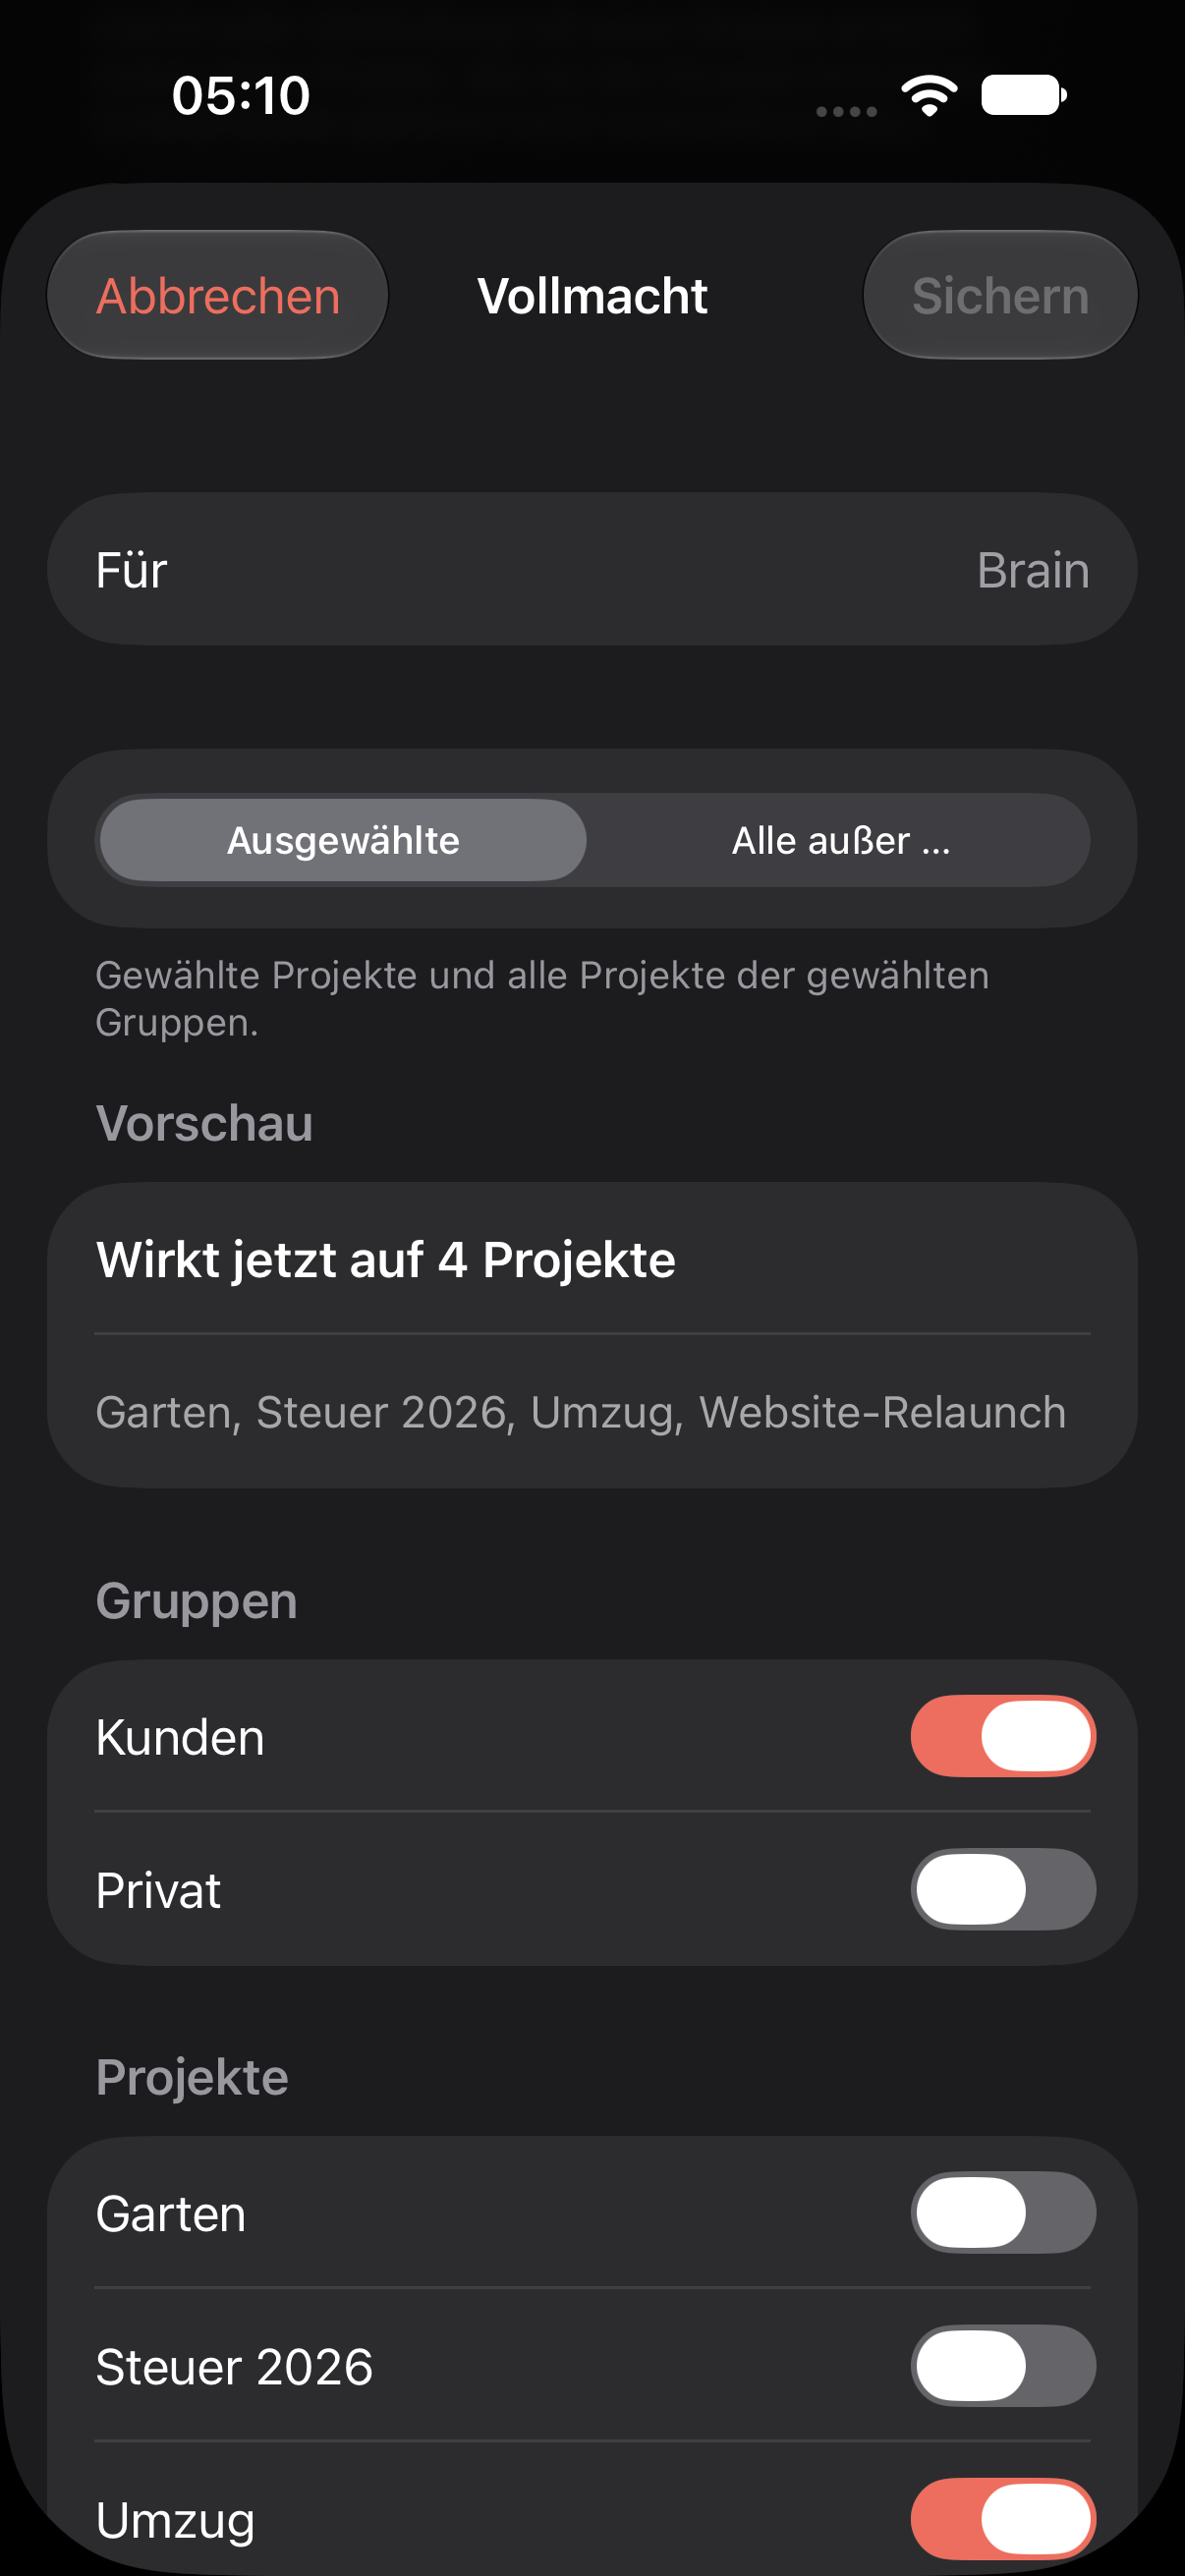 05:10
Abbrechen
Vollmacht
Sichern
Für
Brain
Ausgewählte
Alle außer ...
Gewählte Projekte und alle Projekte der gewählten
Gruppen.
Vorschau
Wirkt jetzt auf 4 Projekte
Garten, Steuer 2026, Umzug, Website-Relaunch
Gruppen
Kunden
Privat
Projekte
Garten
Steuer 2026
Umzug